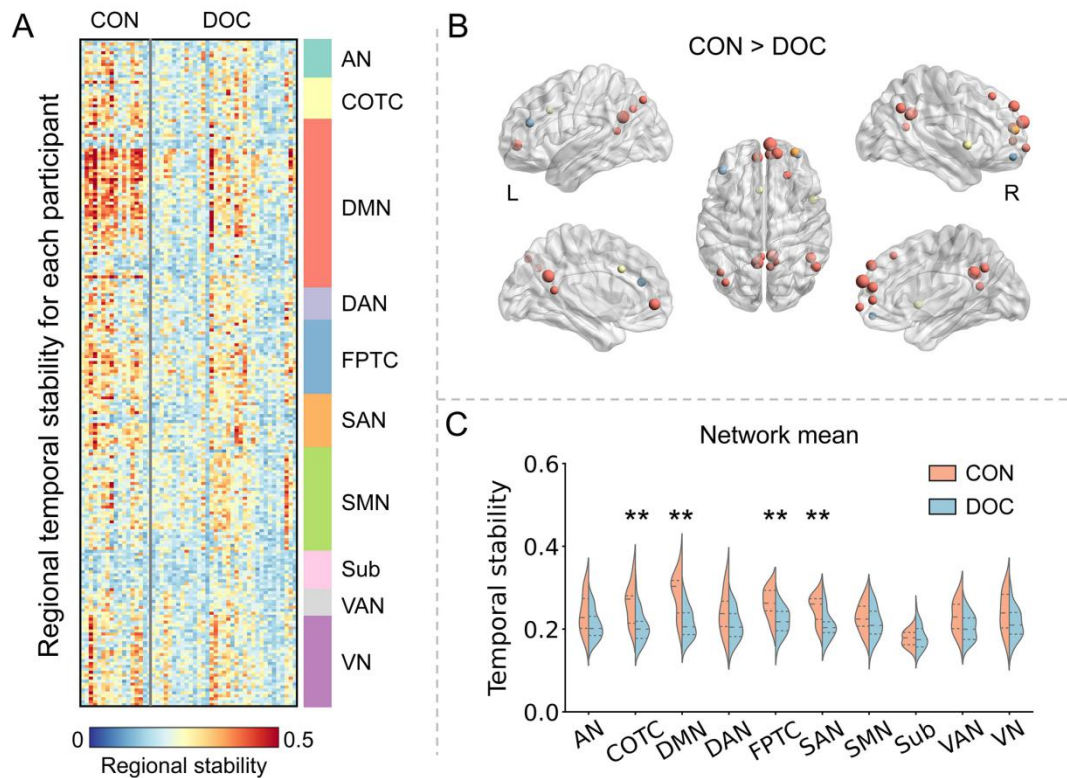 A
CON DOC
Regional temporal stability for each participant
AN
COTC
DMN
DAN
FPTC
SAN
SMN
Sub
VAN
VN
0 0.5
Regional stability
B
CON > DOC
L R
C
Network mean
Temporal stability
0.6
0.4
0.2
0.0
CON
DOC
** ** ** **
AN COTC DMN DAN FPTC SAN SMN Sub VAN VN